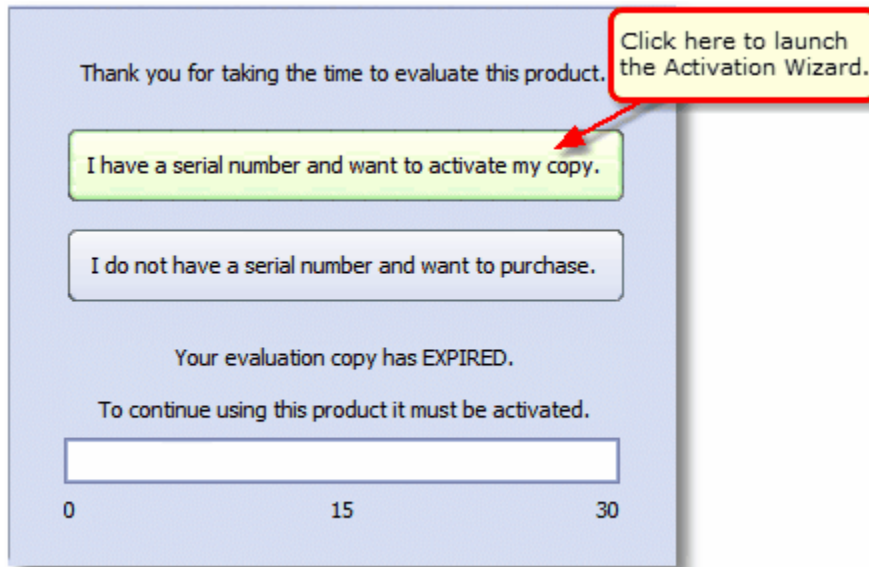 Click here to launch
the Activation Wizard.
Thank you for taking the time to evaluate this product.
I have a serial number and want to activate my copy.
I do not have a serial number and want to purchase.
Your evaluation copy has EXPIRED.
To continue using this product it must be activated.
0 15 30